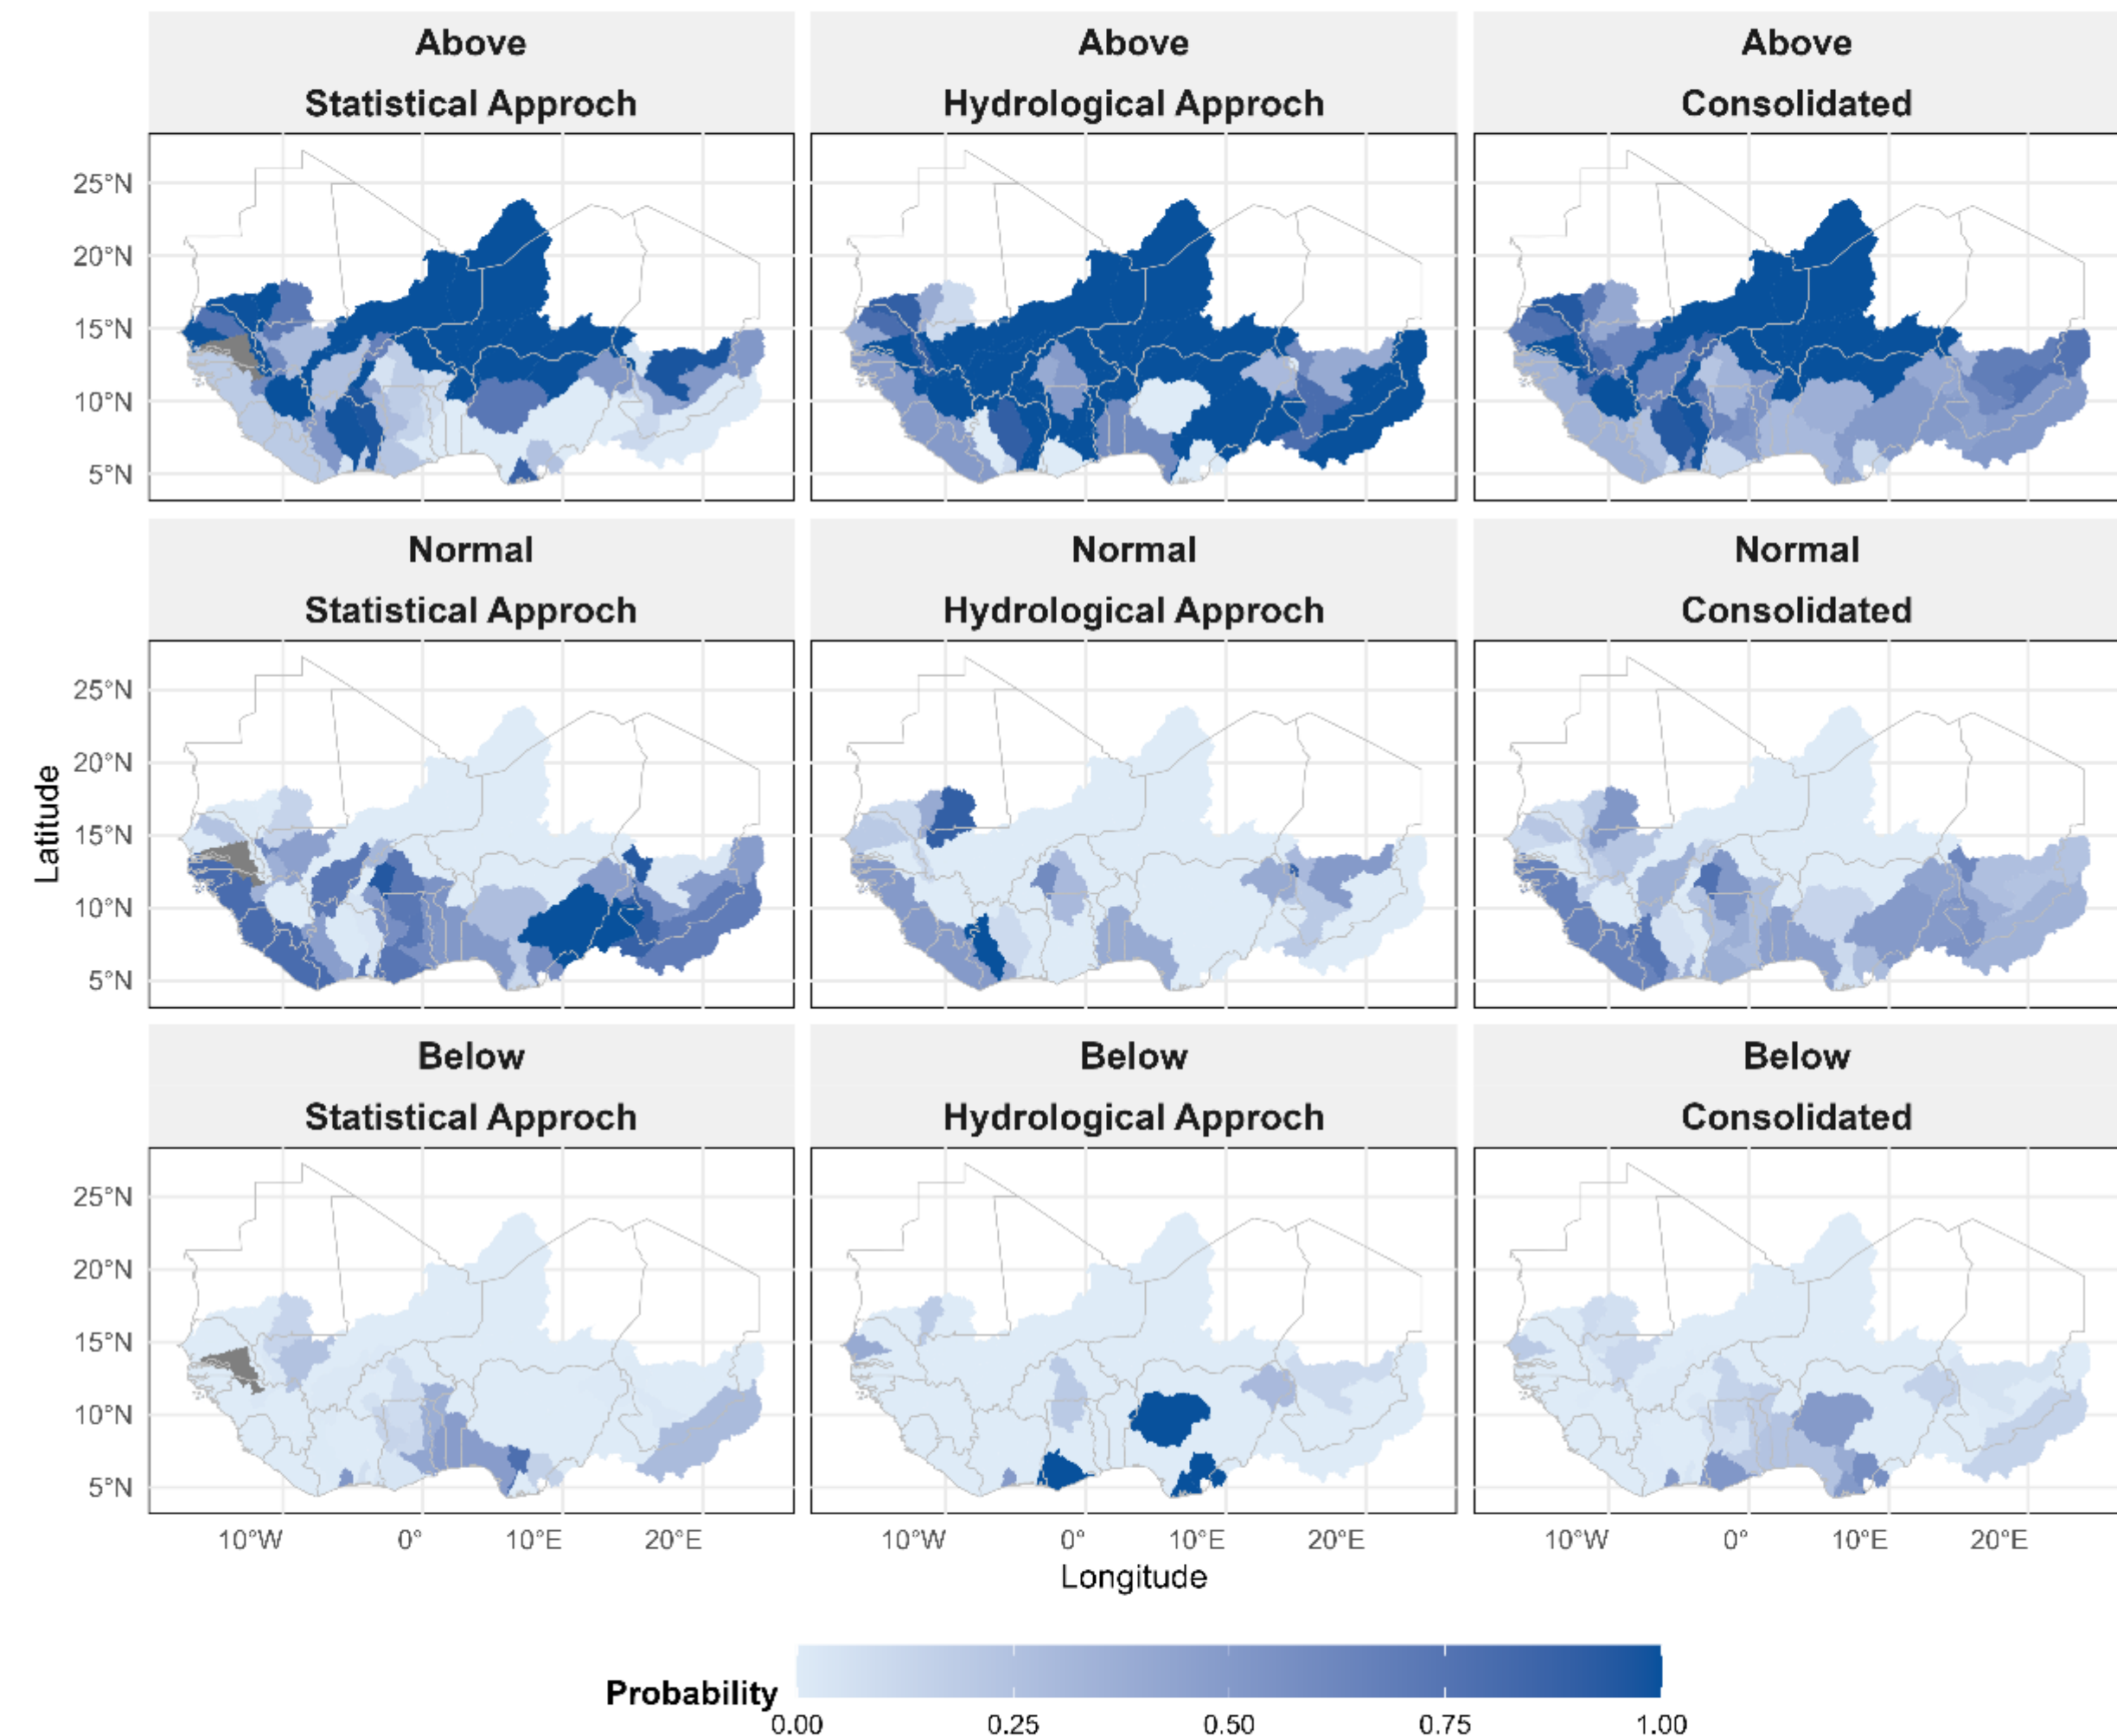 Above
Statistical Approch
Above
Hydrological Approch
Above
Consolidated
25°N
20°N
15°N
10°N
5°N
Normal
Statistical Approch
Normal
Hydrological Approch
Normal
Consolidated
Latitude
25°N
20°N
15°N
10°N
5°N
Below
Statistical Approch
Below
Hydrological Approch
Below
Consolidated
25°N
20°N
15°N
10°N
5°N
10°W 0° 10°E 20°E
10°W 0° 10°E 20°E
10°W 0° 10°E 20°E
Longitude
Probability
0.00 0.25 0.50 0.75 1.00